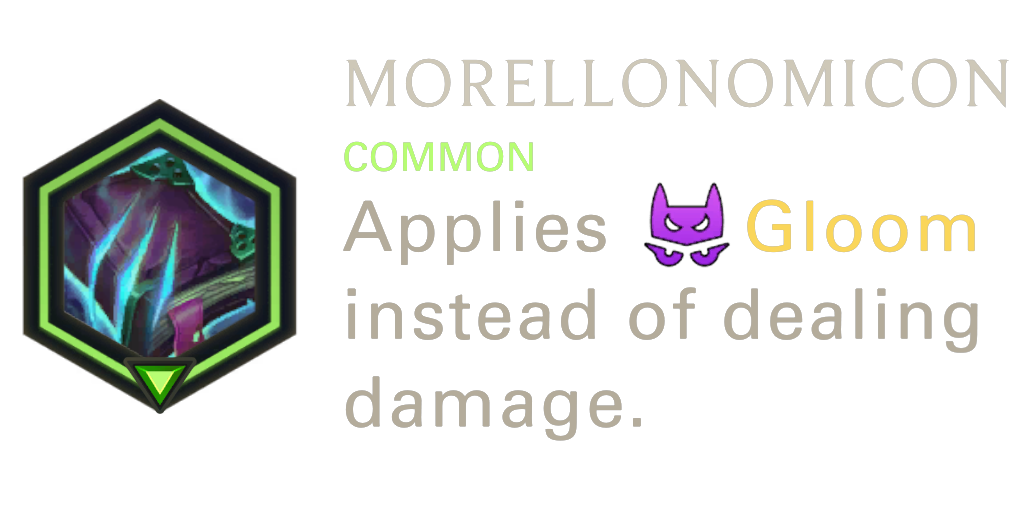 MORELLONOMICON
COMMON
Applies Gloom
instead of dealing
damage.